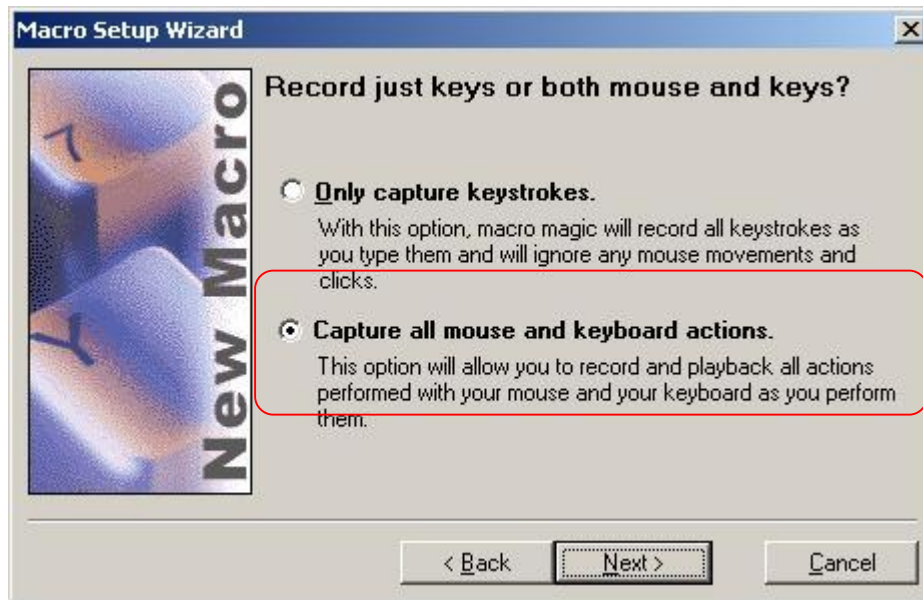 Macro Setup Wizard
New Macro
Record just keys or both mouse and keys?
Only capture keystrokes.
With this option, macro magic will record all keystrokes as
you type them and will ignore any mouse movements and
clicks.
Capture all mouse and keyboard actions.
This option will allow you to record and playback all actions
performed with your mouse and your keyboard as you perform
them.
< Back
Next >
Cancel